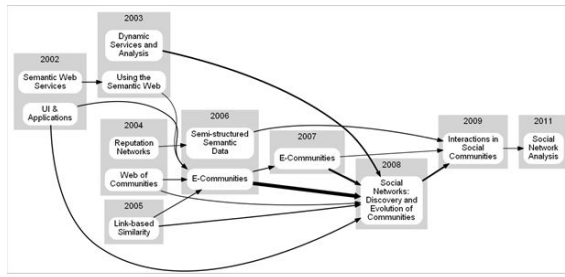 2002
Semantic Web
Services
UI &
Applications
2003
Dynamic
Services and
Analysis
Using the
Semantic Web
2004
Reputation
Networks
Web of
Communities
2005
Link-based
Similarity
2006
Semi-structured
Semantic
Data
E-Communities
2007
E-Communities
2008
Social
Networks:
Discovery and
Evolution of
Communities
2009
Interactions in
Social
Communities
2011
Social
Network
Analysis